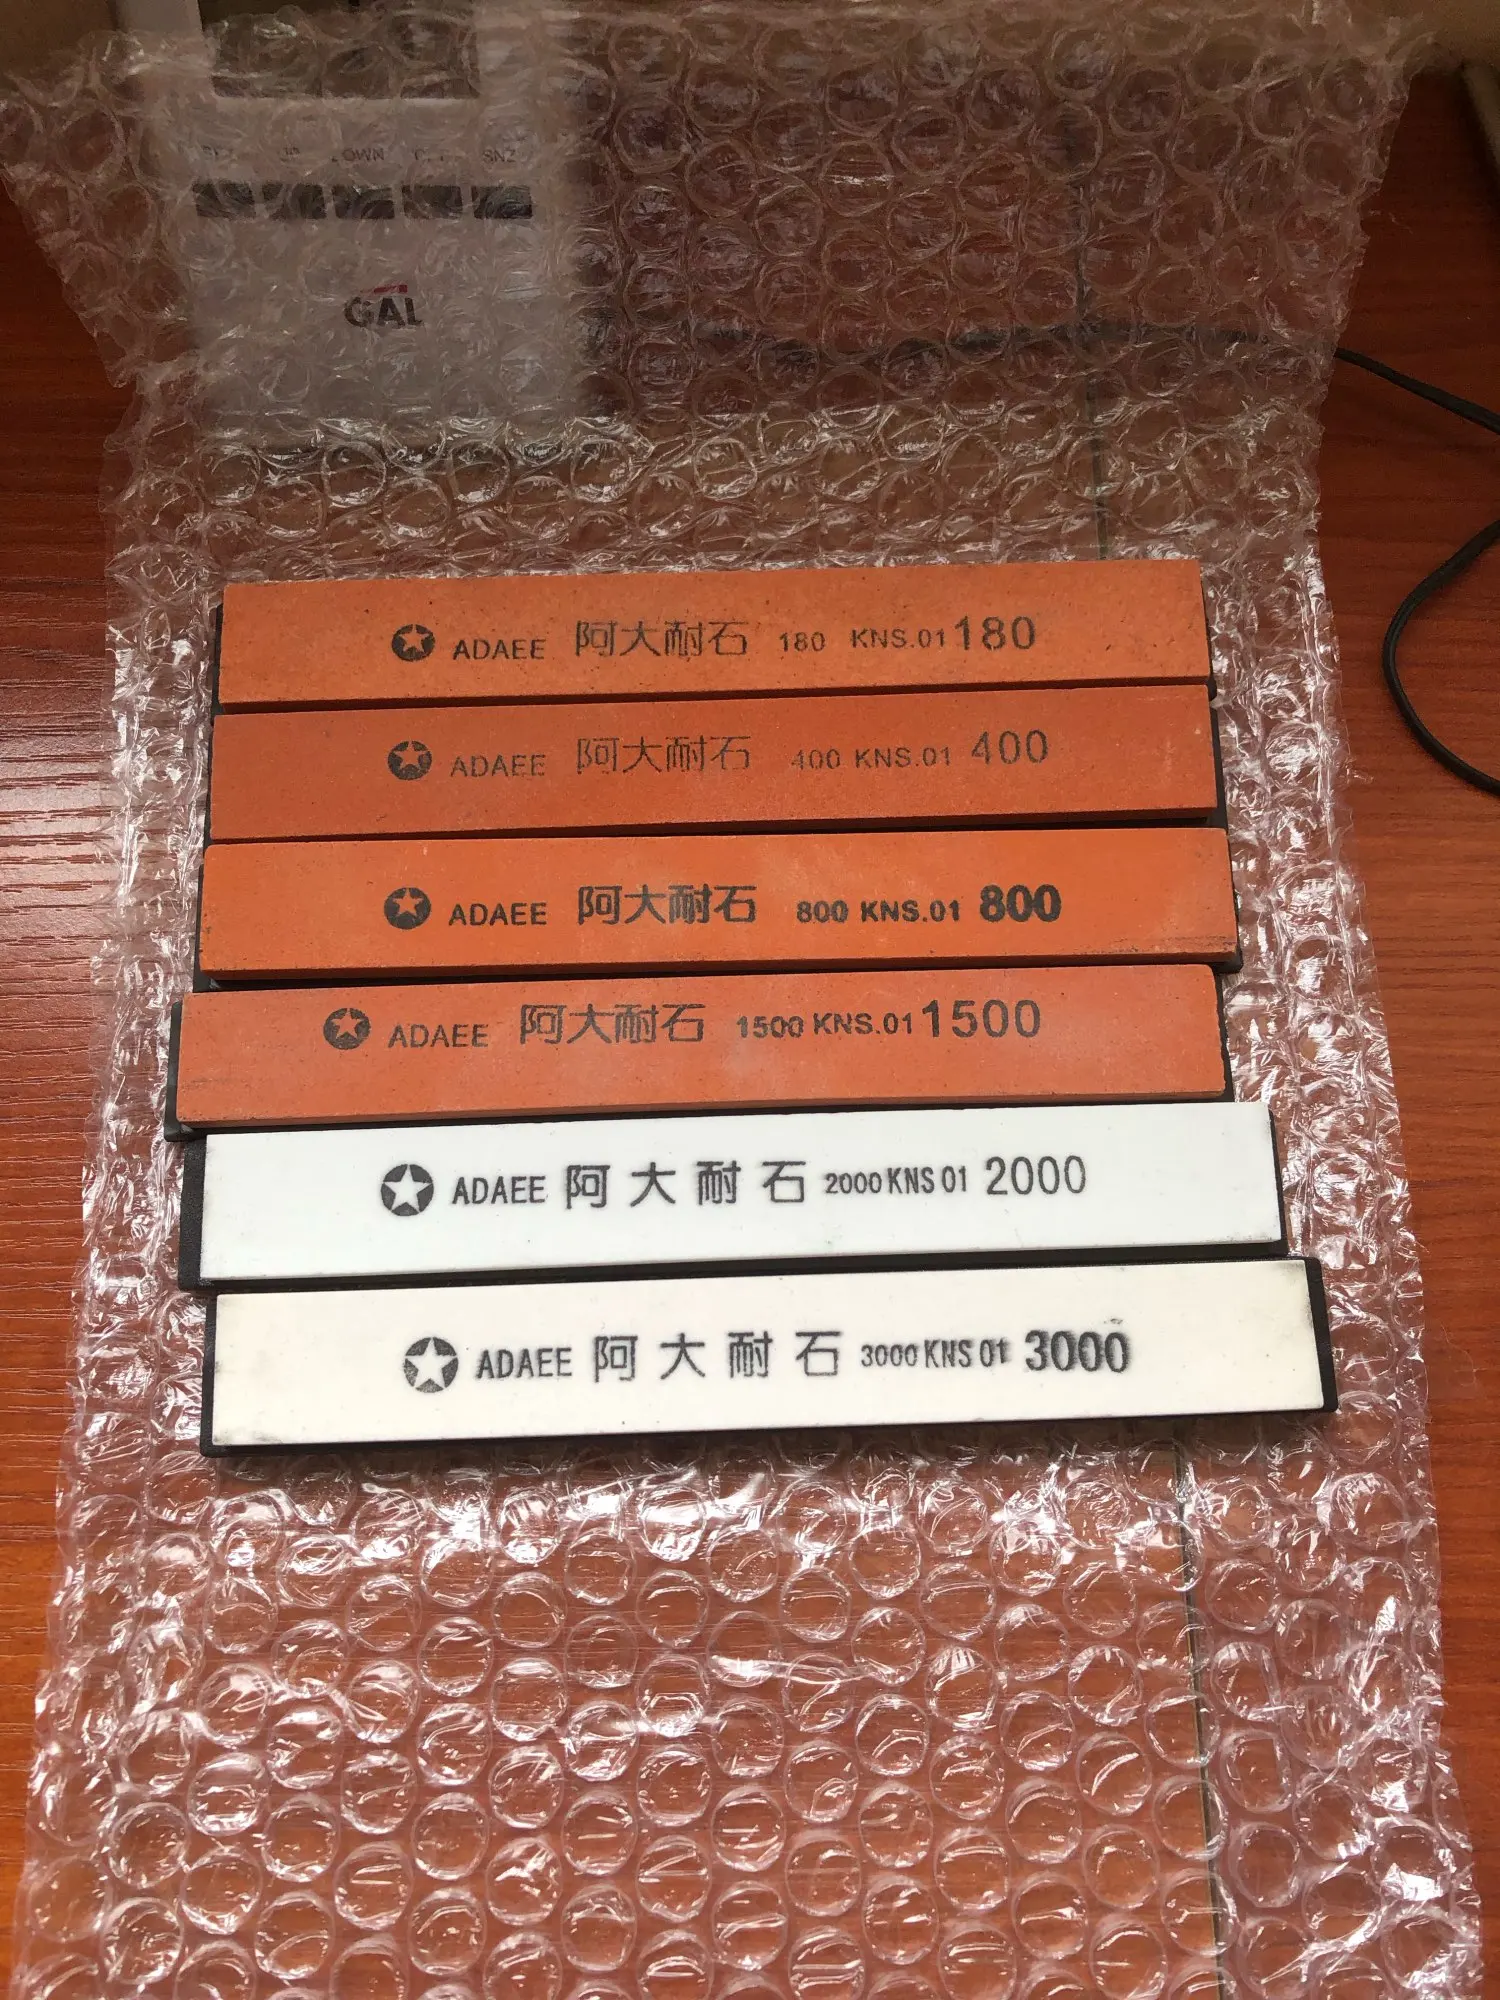 SNZ
GAL
ADAEE 阿大耐石 180 KNS.01 180
ADAEE 阿大耐石 400 KNS.01 400
ADAEE 阿大耐石 800 KNS.01 800
ADAEE 阿大耐石 1500 KNS.01 1500
ADAEE 阿大耐石 2000 KNS 01 2000
ADAEE 阿大耐石 3000 KNS 01 3000